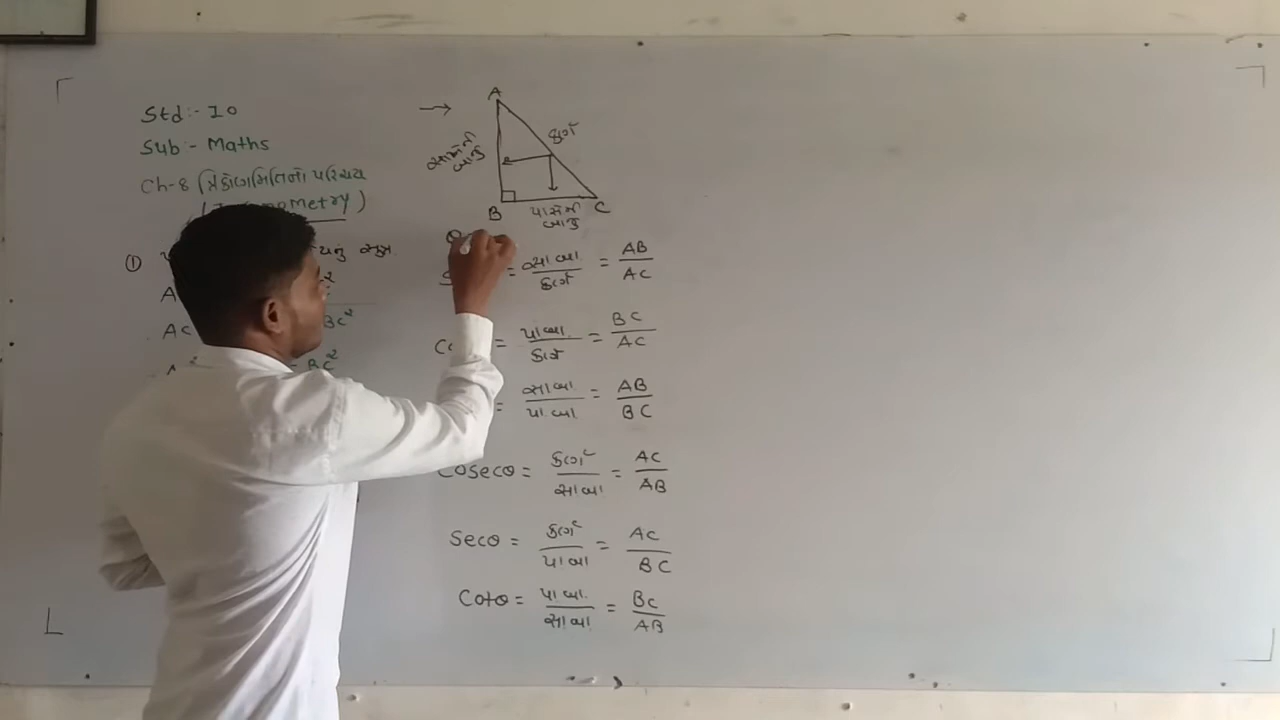 Std:- 10
Sub:- Maths
Ch-8 ત્રિકોણમિતિનો પરિચય
①
A
કર્ણ
સામેની
બાજુ
B
C
પાસેની
બાજુ
= સા.બા. / કર્ણ = AB / AC
= પા.બા. / કર્ણ = BC / AC
= સા.બા. / પા.બા. = AB / BC
Cosecθ = કર્ણ / સા.બા = AC / AB
Secθ = કર્ણ / પા.બા = AC / BC
Cotθ = પા.બા. / સા.બા = BC / AB